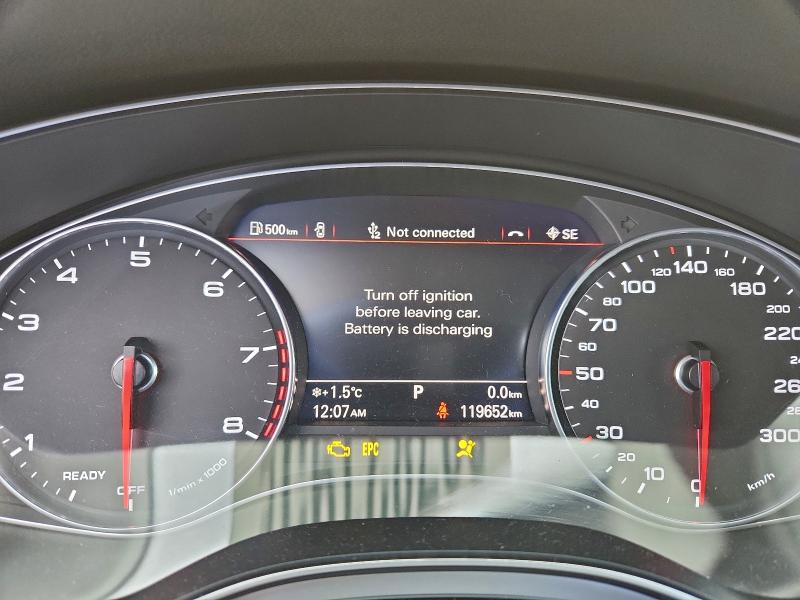 500km 2 Not connected SE
Turn off ignition
before leaving car.
Battery is discharging
+1.5°C P 0.0km
12:07AM 119652km
EPC
1
2
3
4
5
6
7
8
READY
OFF
1/min x 1000
0
10
20
30
40
50
60
70
80
100
120
140
160
180
200
220
260
300
km/h